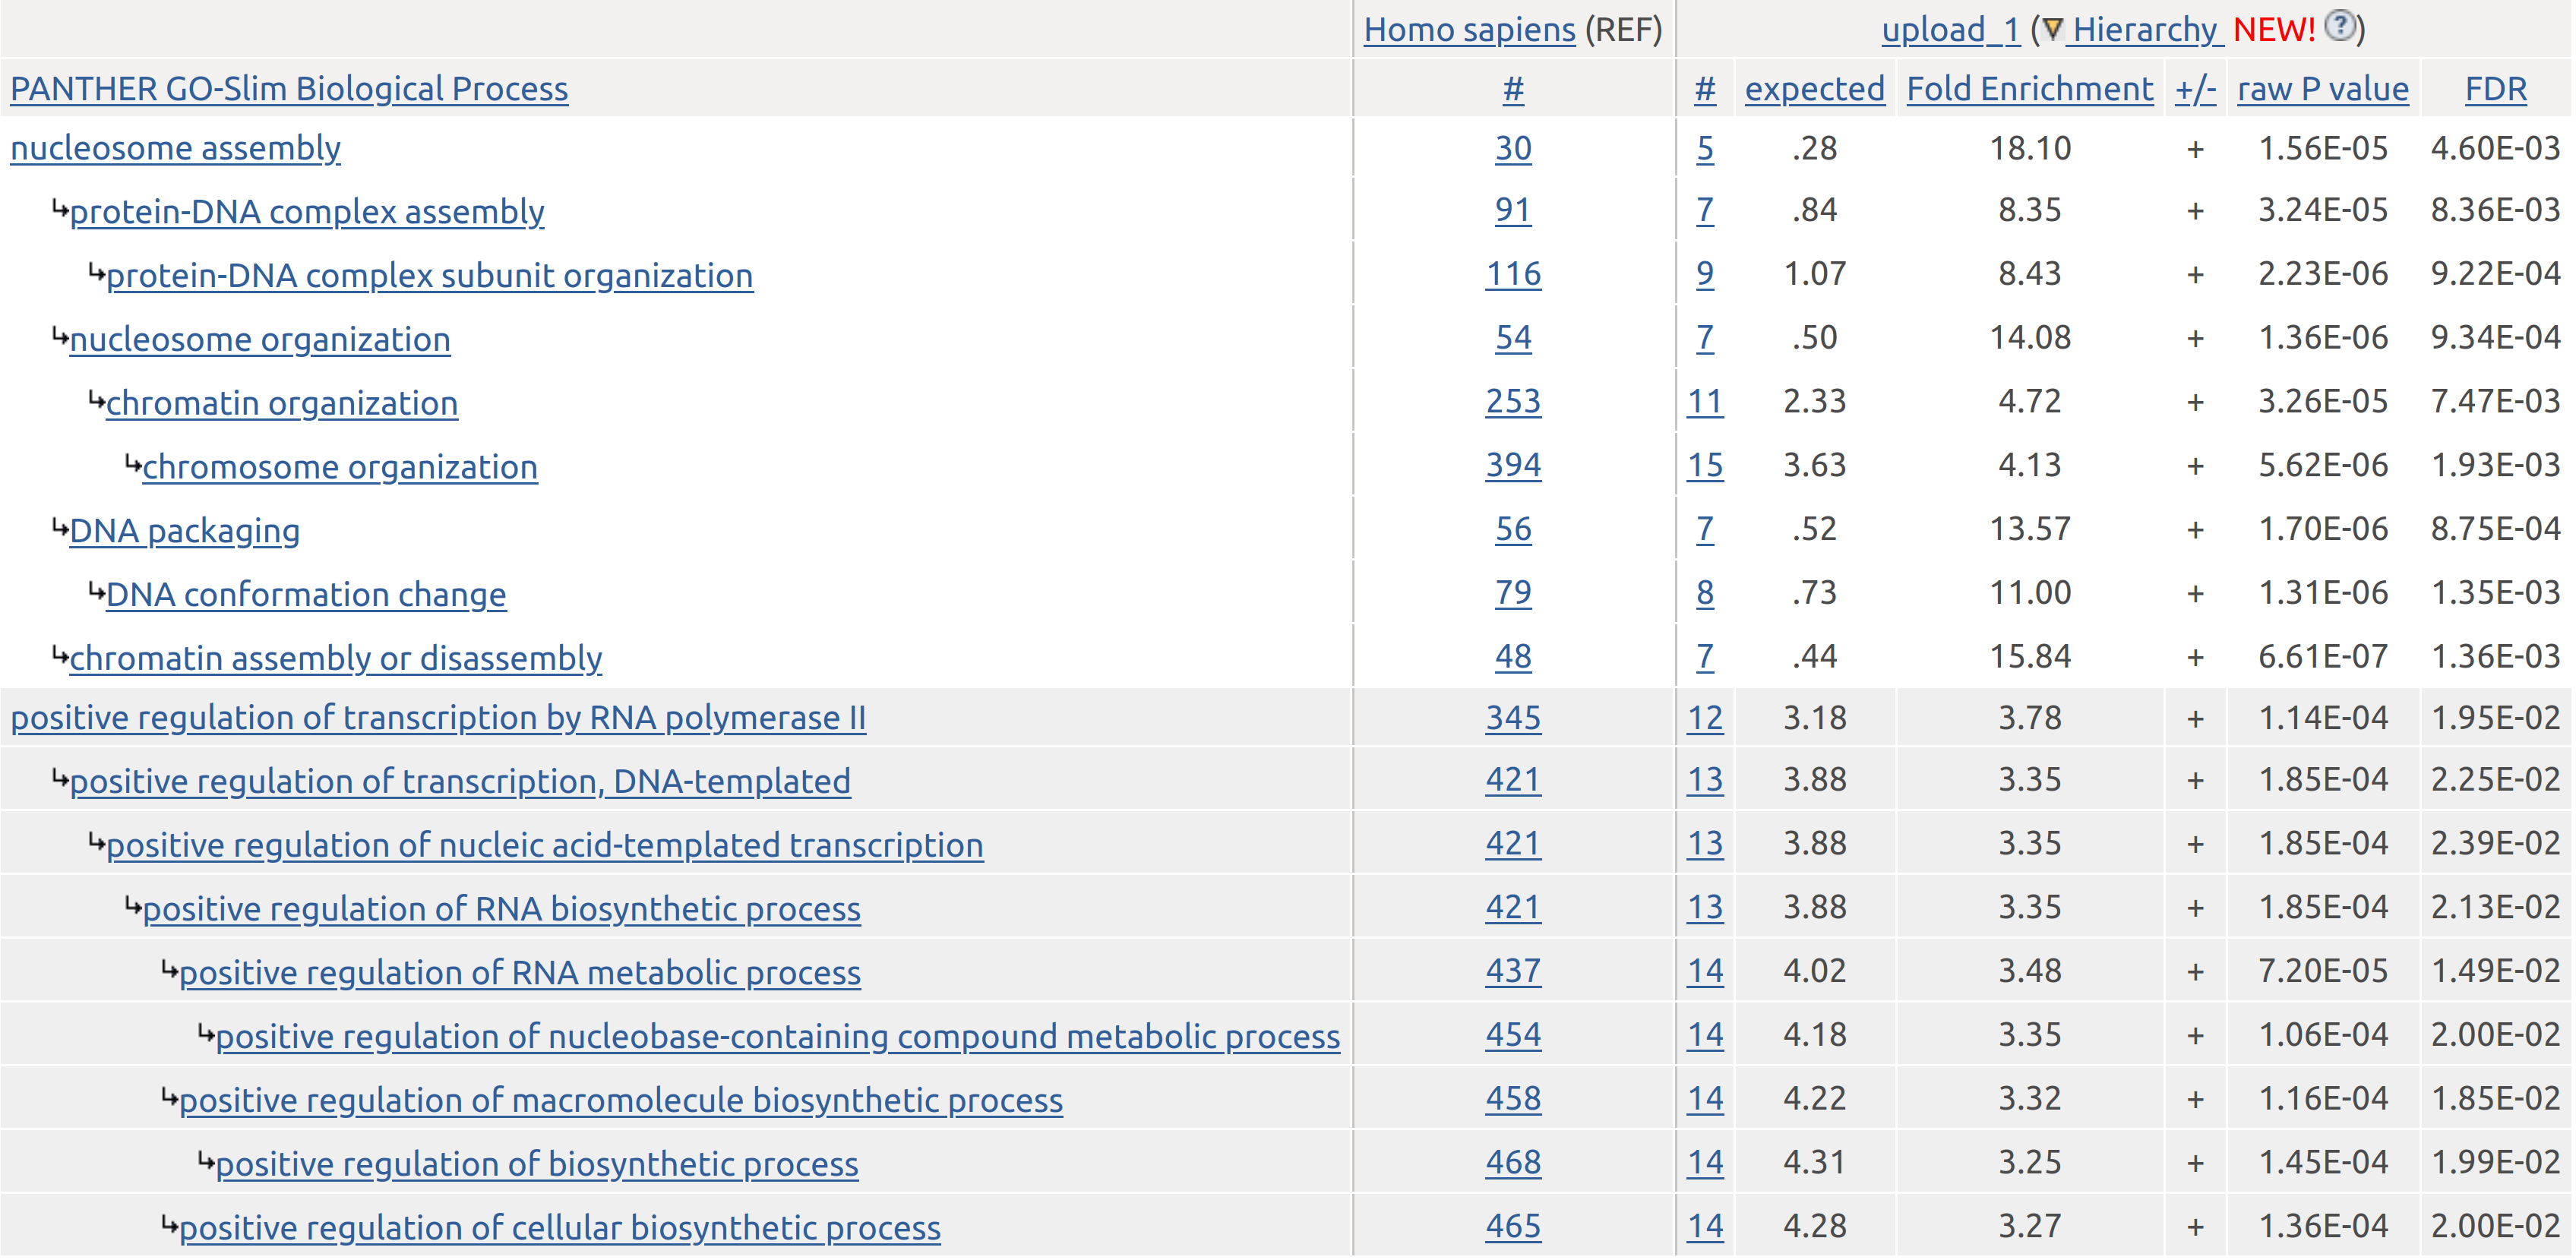 Homo sapiens (REF) upload_1 (Hierarchy NEW! ?)
PANTHER GO-Slim Biological Process # # expected Fold Enrichment +/- raw P value FDR
nucleosome assembly 30 5 .28 18.10 + 1.56E-05 4.60E-03
protein-DNA complex assembly 91 7 .84 8.35 + 3.24E-05 8.36E-03
protein-DNA complex subunit organization 116 9 1.07 8.43 + 2.23E-06 9.22E-04
nucleosome organization 54 7 .50 14.08 + 1.36E-06 9.34E-04
chromatin organization 253 11 2.33 4.72 + 3.26E-05 7.47E-03
chromosome organization 394 15 3.63 4.13 + 5.62E-06 1.93E-03
DNA packaging 56 7 .52 13.57 + 1.70E-06 8.75E-04
DNA conformation change 79 8 .73 11.00 + 1.31E-06 1.35E-03
chromatin assembly or disassembly 48 7 .44 15.84 + 6.61E-07 1.36E-03
positive regulation of transcription by RNA polymerase II 345 12 3.18 3.78 + 1.14E-04 1.95E-02
positive regulation of transcription, DNA-templated 421 13 3.88 3.35 + 1.85E-04 2.25E-02
positive regulation of nucleic acid-templated transcription 421 13 3.88 3.35 + 1.85E-04 2.39E-02
positive regulation of RNA biosynthetic process 421 13 3.88 3.35 + 1.85E-04 2.13E-02
positive regulation of RNA metabolic process 437 14 4.02 3.48 + 7.20E-05 1.49E-02
positive regulation of nucleobase-containing compound metabolic process 454 14 4.18 3.35 + 1.06E-04 2.00E-02
positive regulation of macromolecule biosynthetic process 458 14 4.22 3.32 + 1.16E-04 1.85E-02
positive regulation of biosynthetic process 468 14 4.31 3.25 + 1.45E-04 1.99E-02
positive regulation of cellular biosynthetic process 465 14 4.28 3.27 + 1.36E-04 2.00E-02